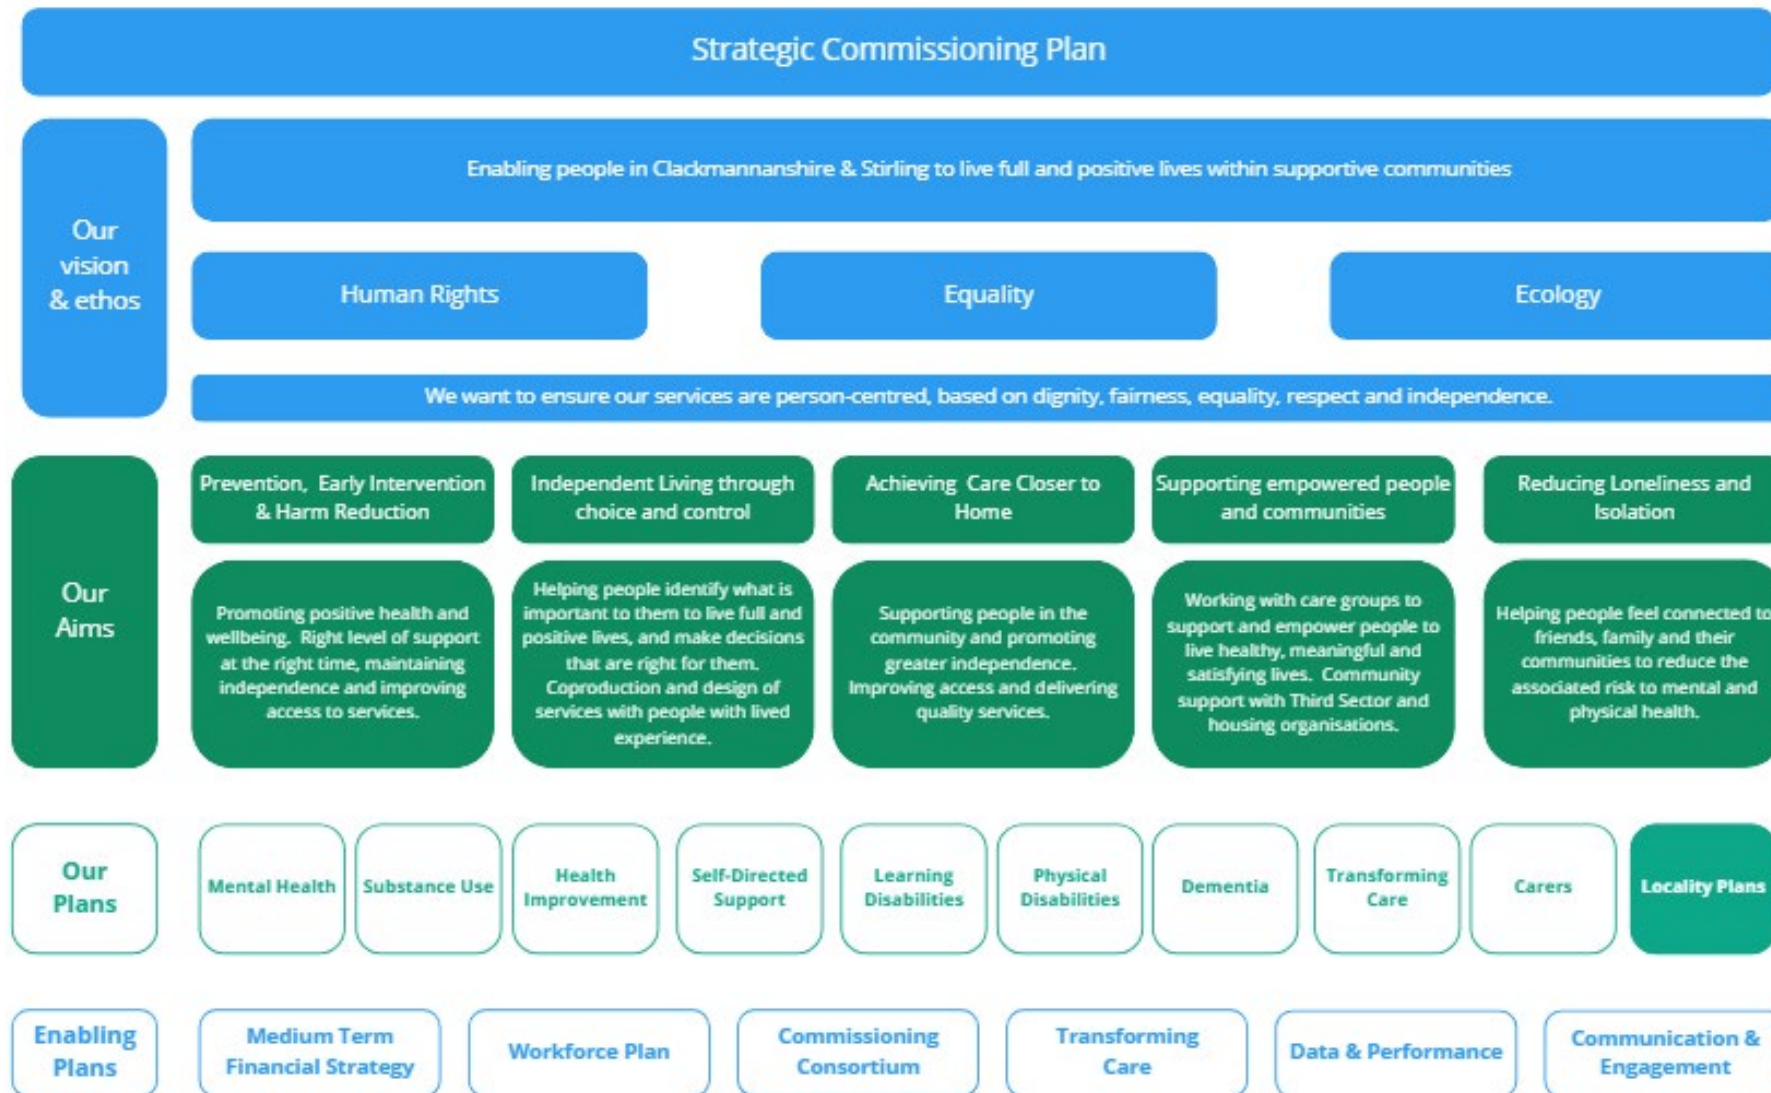 Strategic Commissioning Plan
Our
vision
& ethos
Enabling people in Clackmannanshire & Stirling to live full and positive lives within supportive communities
Human Rights
Equality
Ecology
We want to ensure our services are person-centred, based on dignity, fairness, equality, respect and independence.
Our
Aims
Prevention, Early Intervention
& Harm Reduction
Independent Living through
choice and control
Achieving Care Closer to
Home
Supporting empowered people
and communities
Reducing Loneliness and
Isolation
Promoting positive health and
wellbeing. Right level of support
at the right time, maintaining
independence and improving
access to services.
Helping people identify what is
important to them to live full and
positive lives, and make decisions
that are right for them.
Coproduction and design of
services with people with lived
experience.
Supporting people in the
community and promoting
greater independence.
Improving access and delivering
quality services.
Working with care groups to
support and empower people to
live healthy, meaningful and
satisfying lives. Community
support with Third Sector and
housing organisations.
Helping people feel connected to
friends, family and their
communities to reduce the
associated risk to mental and
physical health.
Our
Plans
Mental Health
Substance Use
Health
Improvement
Self-Directed
Support
Learning
Disabilities
Physical
Disabilities
Dementia
Transforming
Care
Carers
Locality Plans
Enabling
Plans
Medium Term
Financial Strategy
Workforce Plan
Commissioning
Consortium
Transforming
Care
Data & Performance
Communication &
Engagement